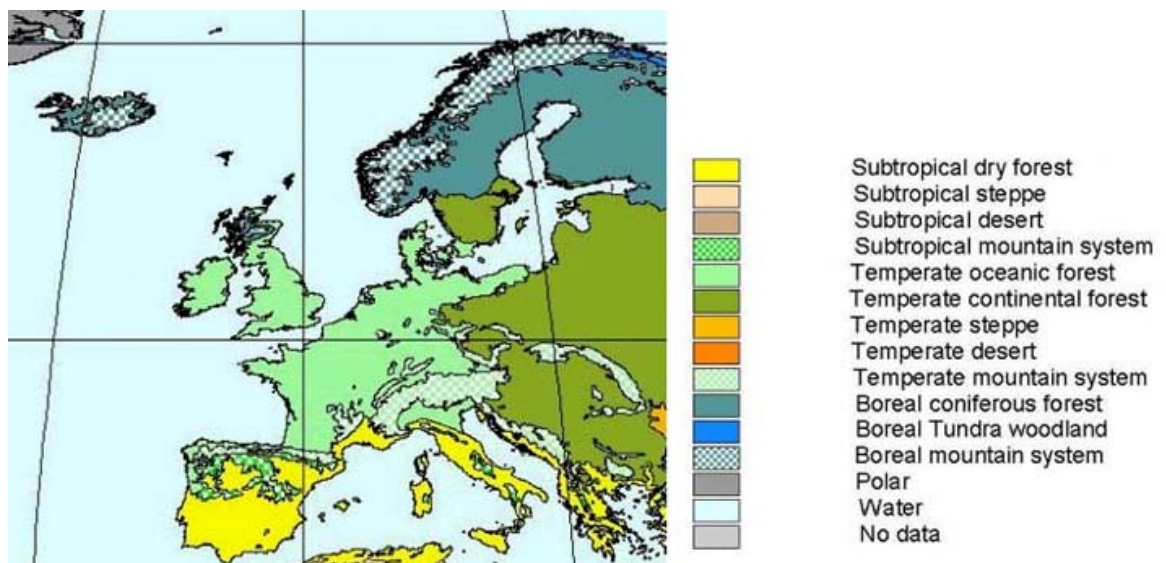 Subtropical dry forest
Subtropical steppe
Subtropical desert
Subtropical mountain system
Temperate oceanic forest
Temperate continental forest
Temperate steppe
Temperate desert
Temperate mountain system
Boreal coniferous forest
Boreal Tundra woodland
Boreal mountain system
Polar
Water
No data